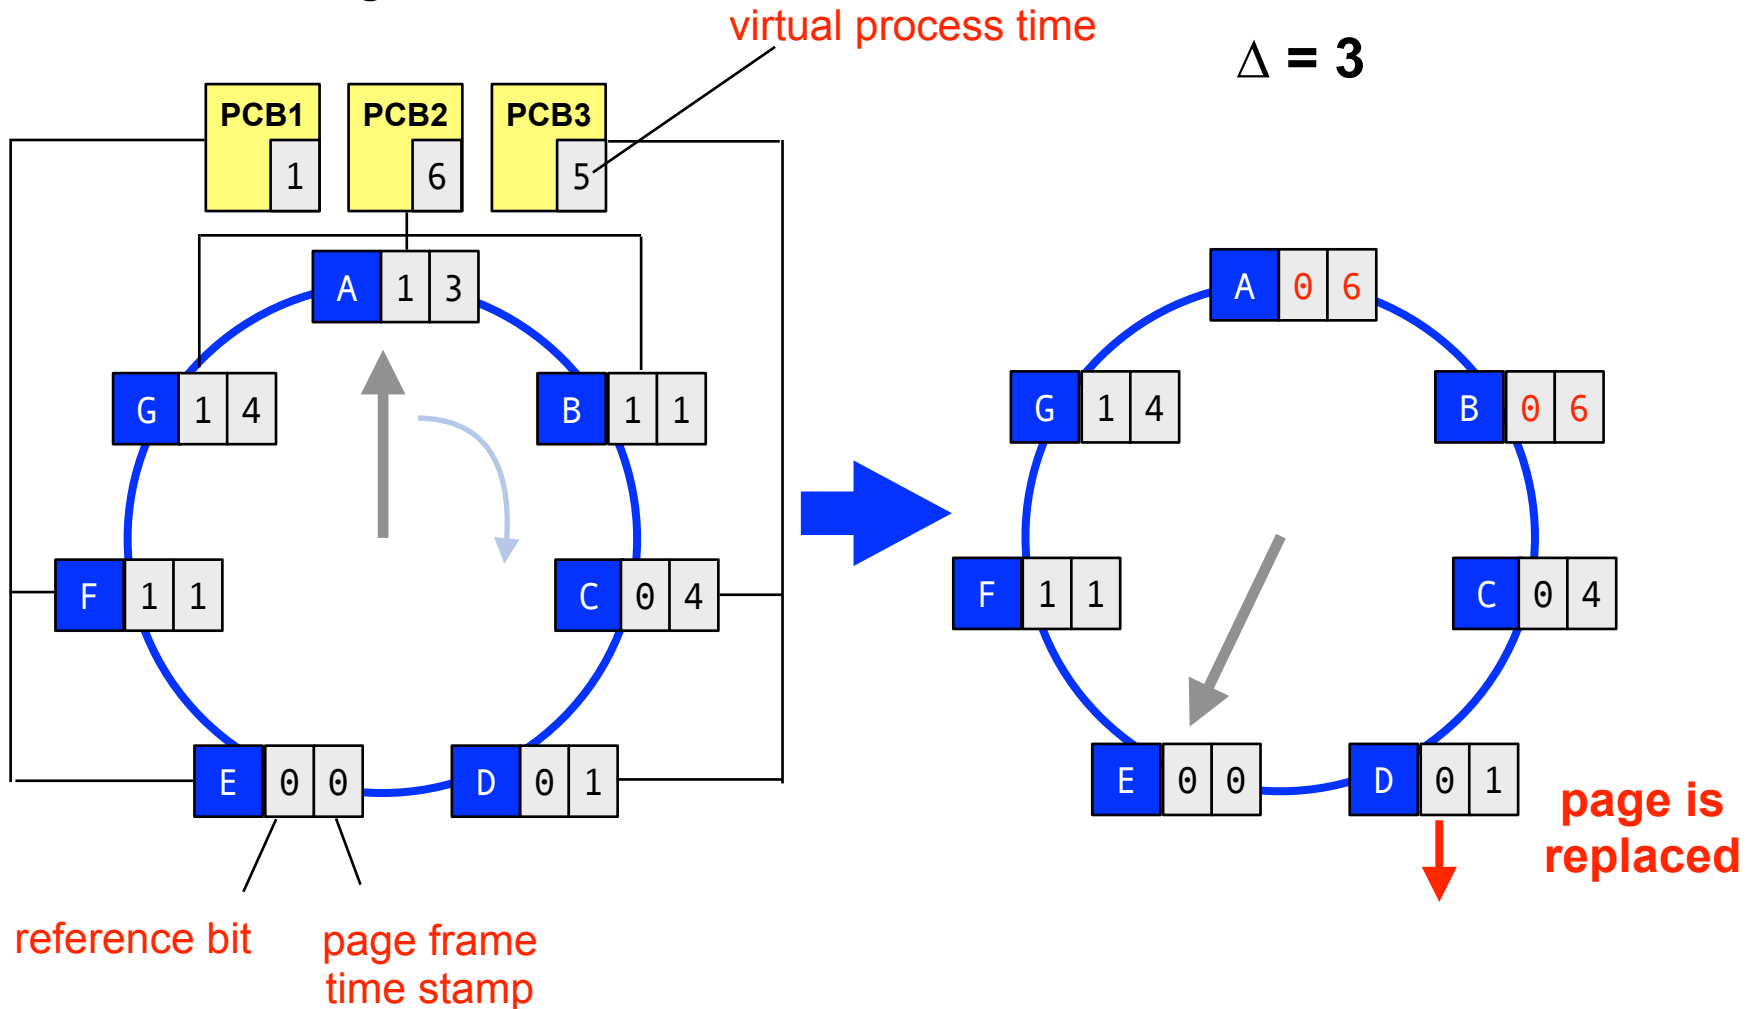 virtual process time
Δ = 3
PCB1 PCB2 PCB3
1 6 5
A 1 3
G 1 4
B 1 1
F 1 1
C 0 4
E 0 0
D 0 1
reference bit
page frame
time stamp
A 0 6
G 1 4
B 0 6
F 1 1
C 0 4
E 0 0
D 0 1
page is
replaced